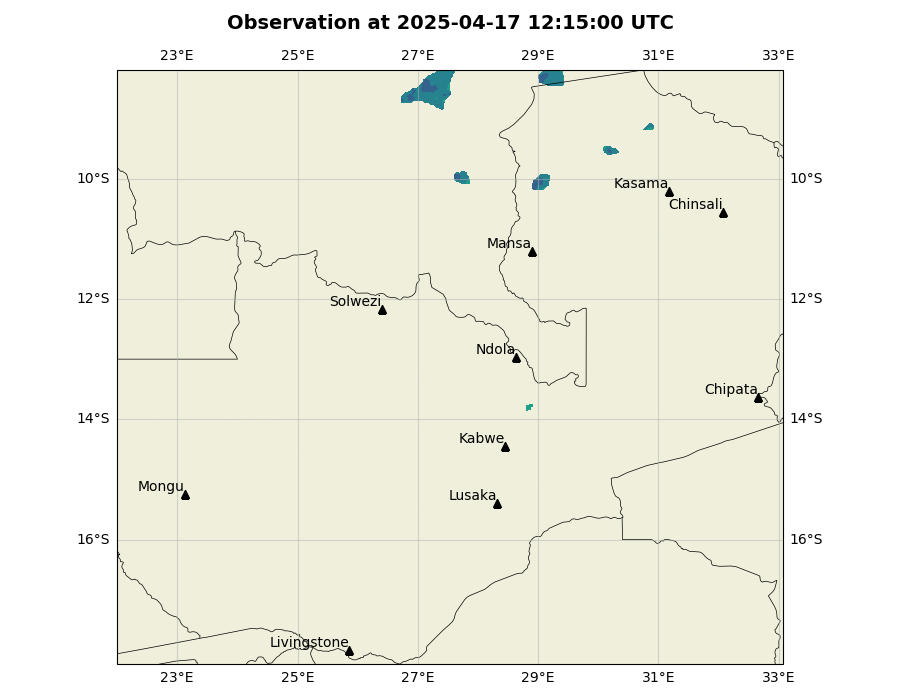 Observation at 2025-04-17 12:15:00 UTC
23°E 25°E 27°E 29°E 31°E 33°E
10°S 10°S
Kasama
Chinsali
Mansa
12°S 12°S
Solwezi
Ndola
Chipata
14°S 14°S
Kabwe
Mongu
Lusaka
16°S 16°S
Livingstone
23°E 25°E 27°E 29°E 31°E 33°E